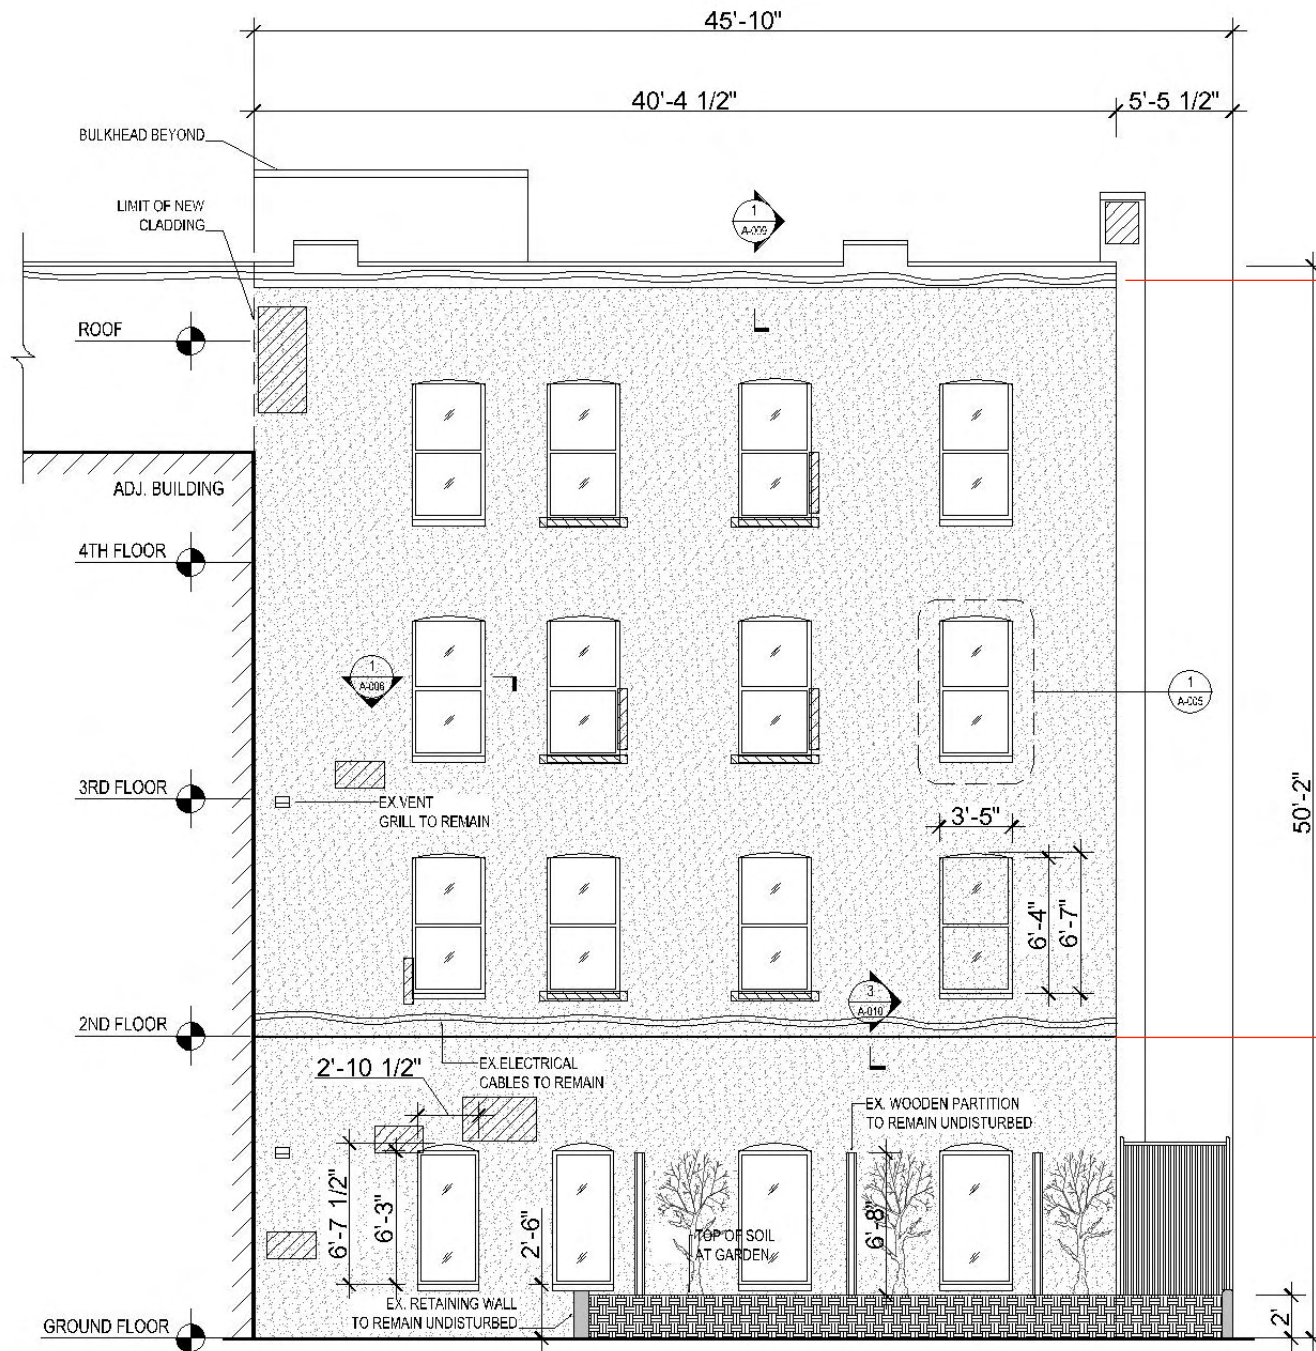 45'-10"
40'-4 1/2"
5'-5 1/2"
BULKHEAD BEYOND
LIMIT OF NEW
CLADDING
1
A-009
ROOF
ADJ. BUILDING
4TH FLOOR
1
A-006
1
A-005
3RD FLOOR
EX.VENT
GRILL TO REMAIN
3'-5"
50'-2"
6'-4"
6'-7"
3
A-010
2ND FLOOR
2'-10 1/2"
EX.ELECTRICAL
CABLES TO REMAIN
EX. WOODEN PARTITION
TO REMAIN UNDISTURBED
6'-7 1/2"
6'-3"
2'-6"
6'-8"
TOP OF SOIL
AT GARDEN
EX. RETAINING WALL
TO REMAIN UNDISTURBED
GROUND FLOOR
2'